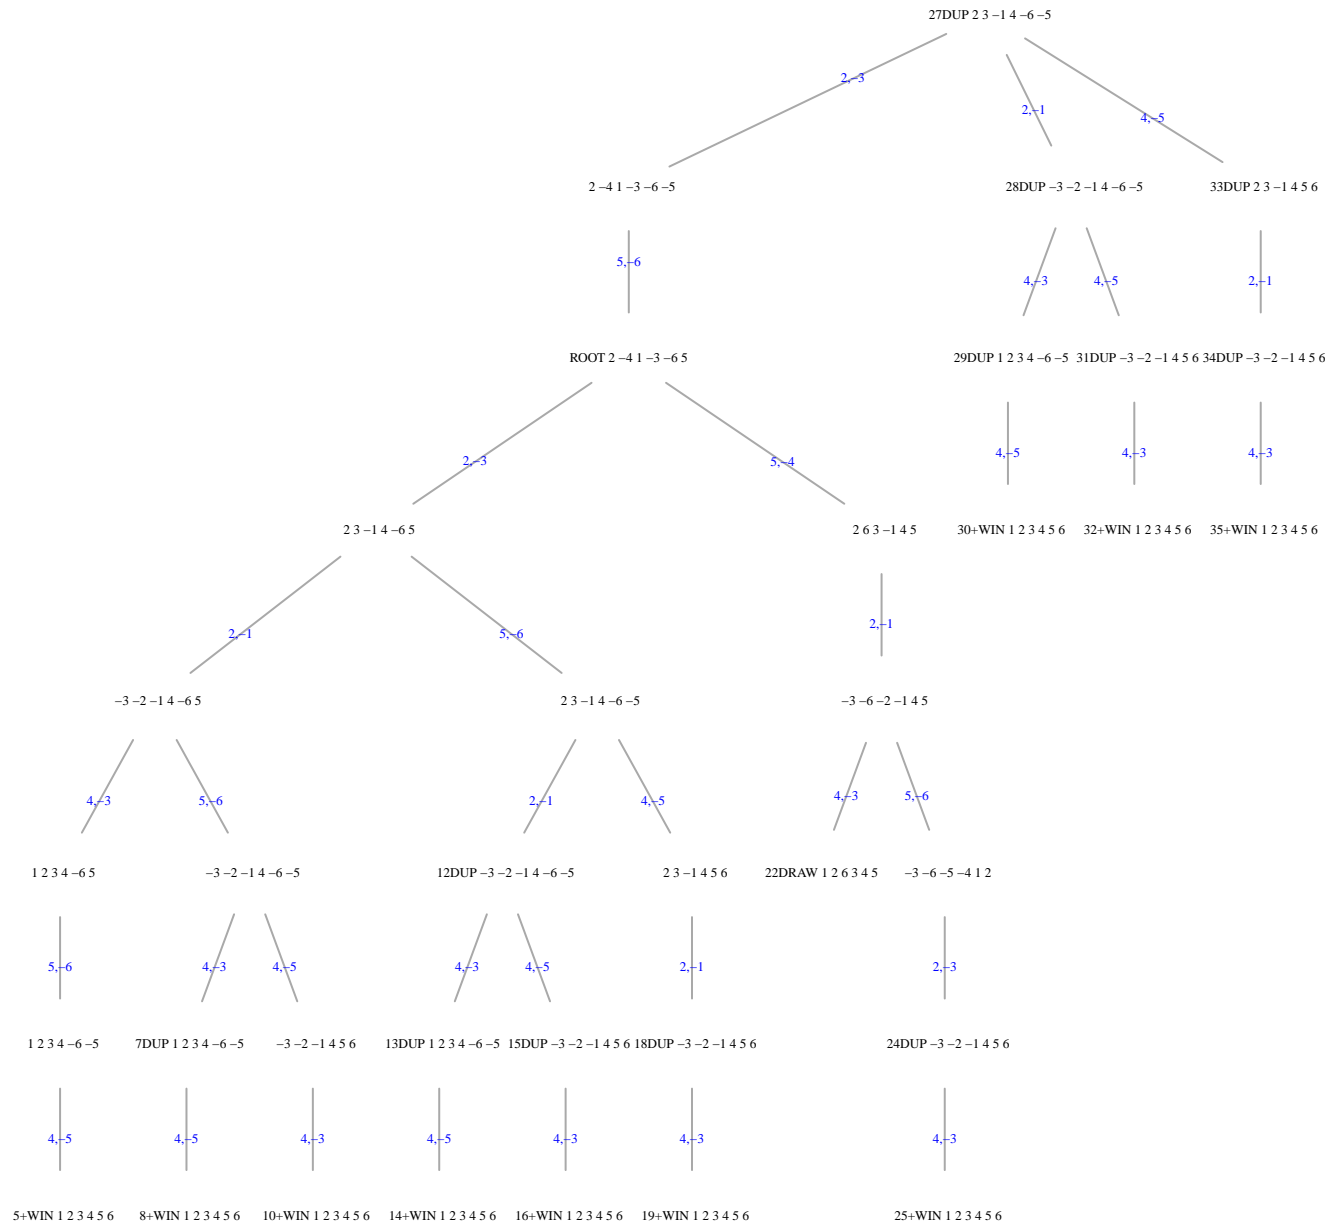 27DUP 2 3 −1 4 −6 −5
2,−3
2,−1
4,−5
2 −4 1 −3 −6 −5
28DUP −3 −2 −1 4 −6 −5
33DUP 2 3 −1 4 5 6
5,−6
4,−3
4,−5
2,−1
ROOT 2 −4 1 −3 −6 5
29DUP 1 2 3 4 −6 −5
31DUP −3 −2 −1 4 5 6
34DUP −3 −2 −1 4 5 6
2,−3
5,−4
4,−5
4,−3
4,−3
2 3 −1 4 −6 5
2 6 3 −1 4 5
30+WIN 1 2 3 4 5 6
32+WIN 1 2 3 4 5 6
35+WIN 1 2 3 4 5 6
2,−1
5,−6
2,−1
−3 −2 −1 4 −6 5
2 3 −1 4 −6 −5
−3 −6 −2 −1 4 5
4,−3
5,−6
2,−1
4,−5
4,−3
5,−6
1 2 3 4 −6 5
−3 −2 −1 4 −6 −5
12DUP −3 −2 −1 4 −6 −5
2 3 −1 4 5 6
22DRAW 1 2 6 3 4 5
−3 −6 −5 −4 1 2
5,−6
4,−3
4,−5
4,−3
4,−5
2,−1
2,−3
1 2 3 4 −6 −5
7DUP 1 2 3 4 −6 −5
−3 −2 −1 4 5 6
13DUP 1 2 3 4 −6 −5
15DUP −3 −2 −1 4 5 6
18DUP −3 −2 −1 4 5 6
24DUP −3 −2 −1 4 5 6
4,−5
4,−5
4,−3
4,−5
4,−3
4,−3
4,−3
5+WIN 1 2 3 4 5 6
8+WIN 1 2 3 4 5 6
10+WIN 1 2 3 4 5 6
14+WIN 1 2 3 4 5 6
16+WIN 1 2 3 4 5 6
19+WIN 1 2 3 4 5 6
25+WIN 1 2 3 4 5 6